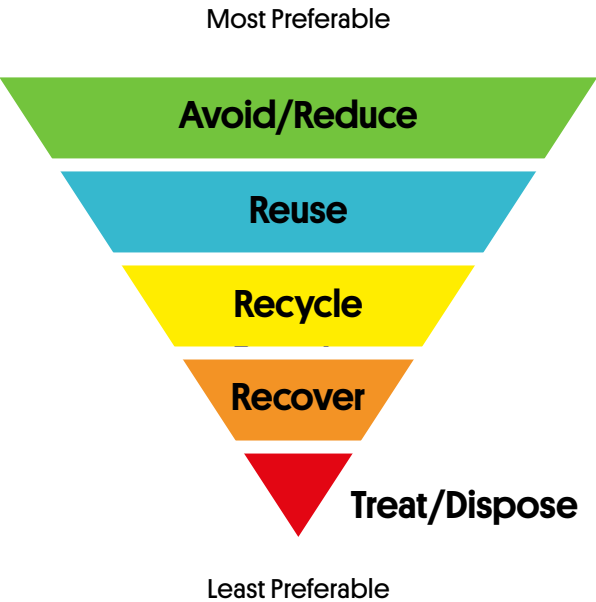 Most Preferable
Avoid/Reduce
Reuse
Recycle
Recover
Treat/Dispose
Least Preferable